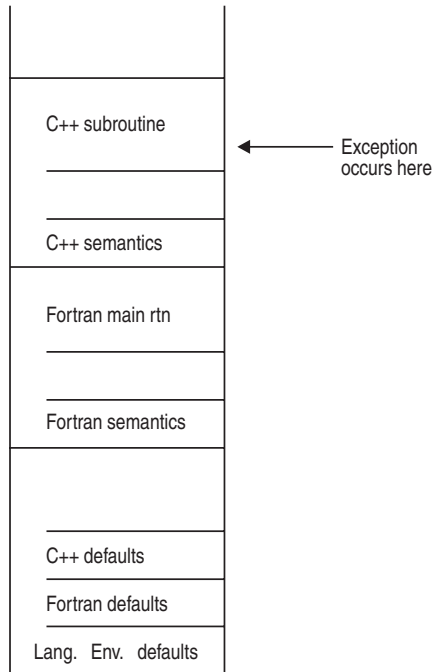 C++ subroutine
Exception
occurs here
C++ semantics
Fortran main rtn
Fortran semantics
C++ defaults
Fortran defaults
Lang. Env. defaults